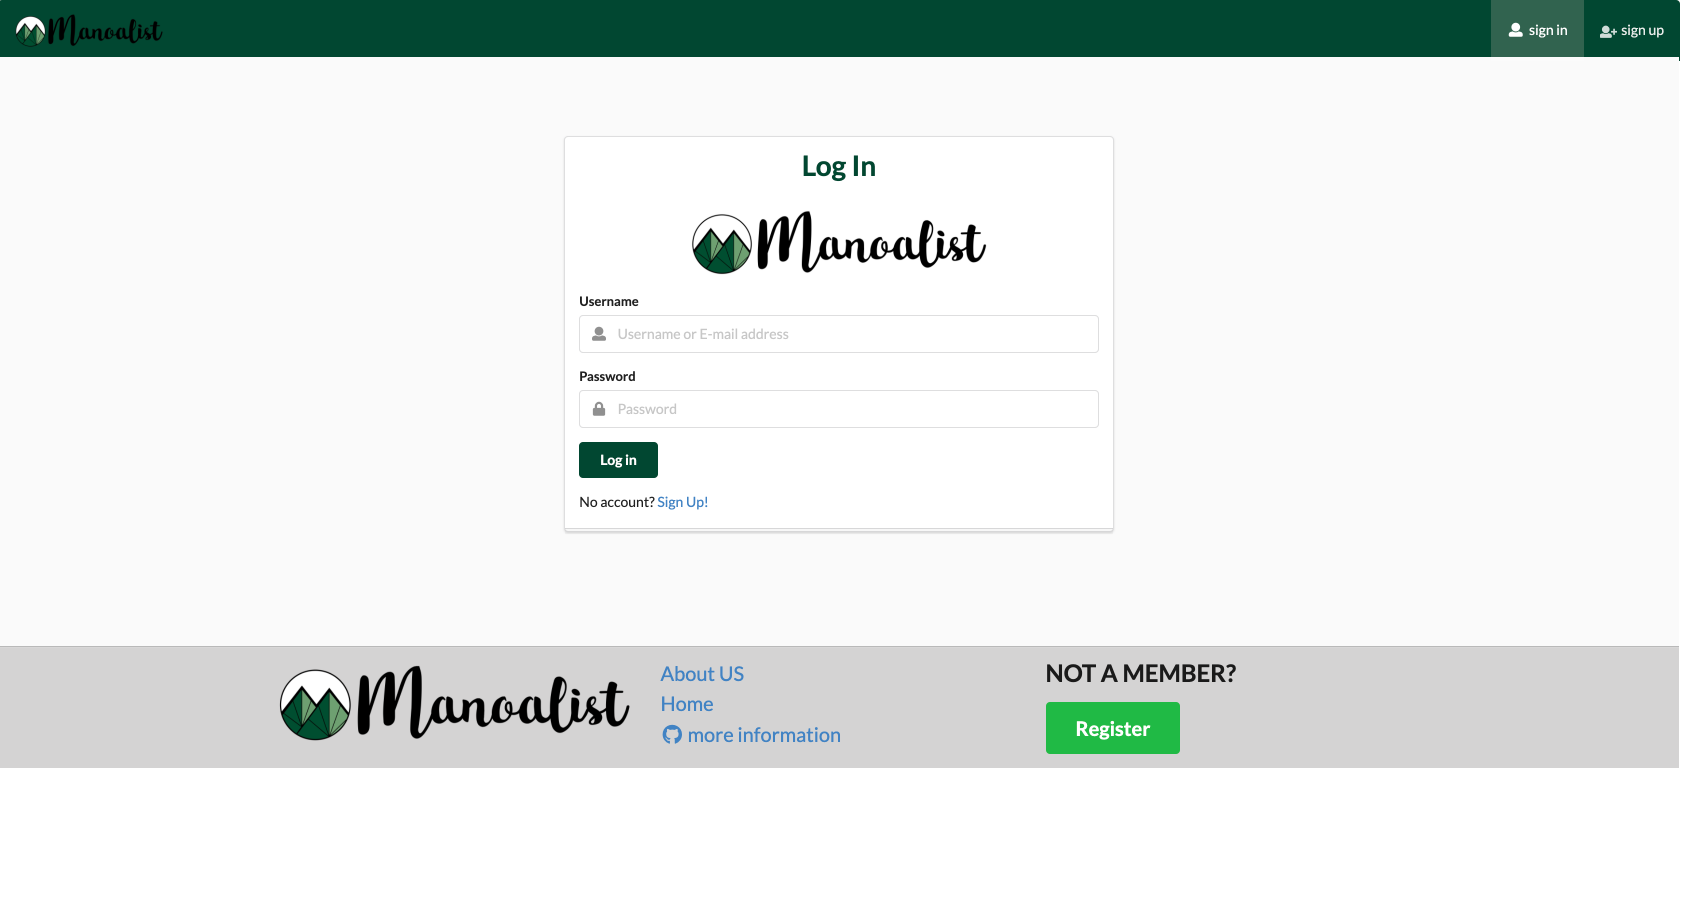 Manoalist
sign in
sign up
Log In
Manoalist
Username
Username or E-mail address
Password
Password
Log in
No account? Sign Up!
Manoalist
About US
Home
more information
NOT A MEMBER?
Register